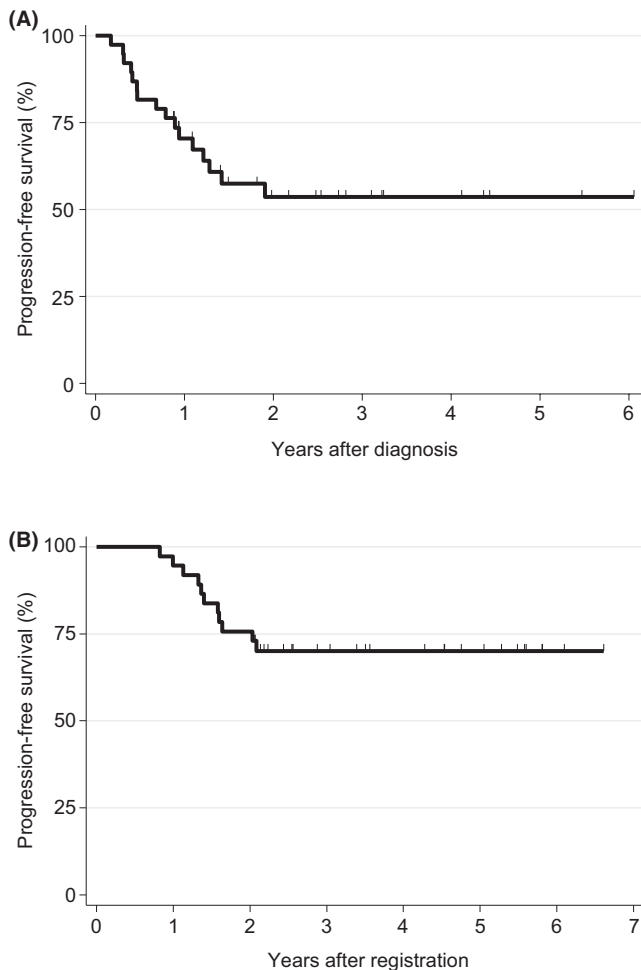 (A)
100
75
50
25
0
Progression-free survival (%)
0 1 2 3 4 5 6
Years after diagnosis
(B)
100
75
50
25
0
Progression-free survival (%)
0 1 2 3 4 5 6 7
Years after registration